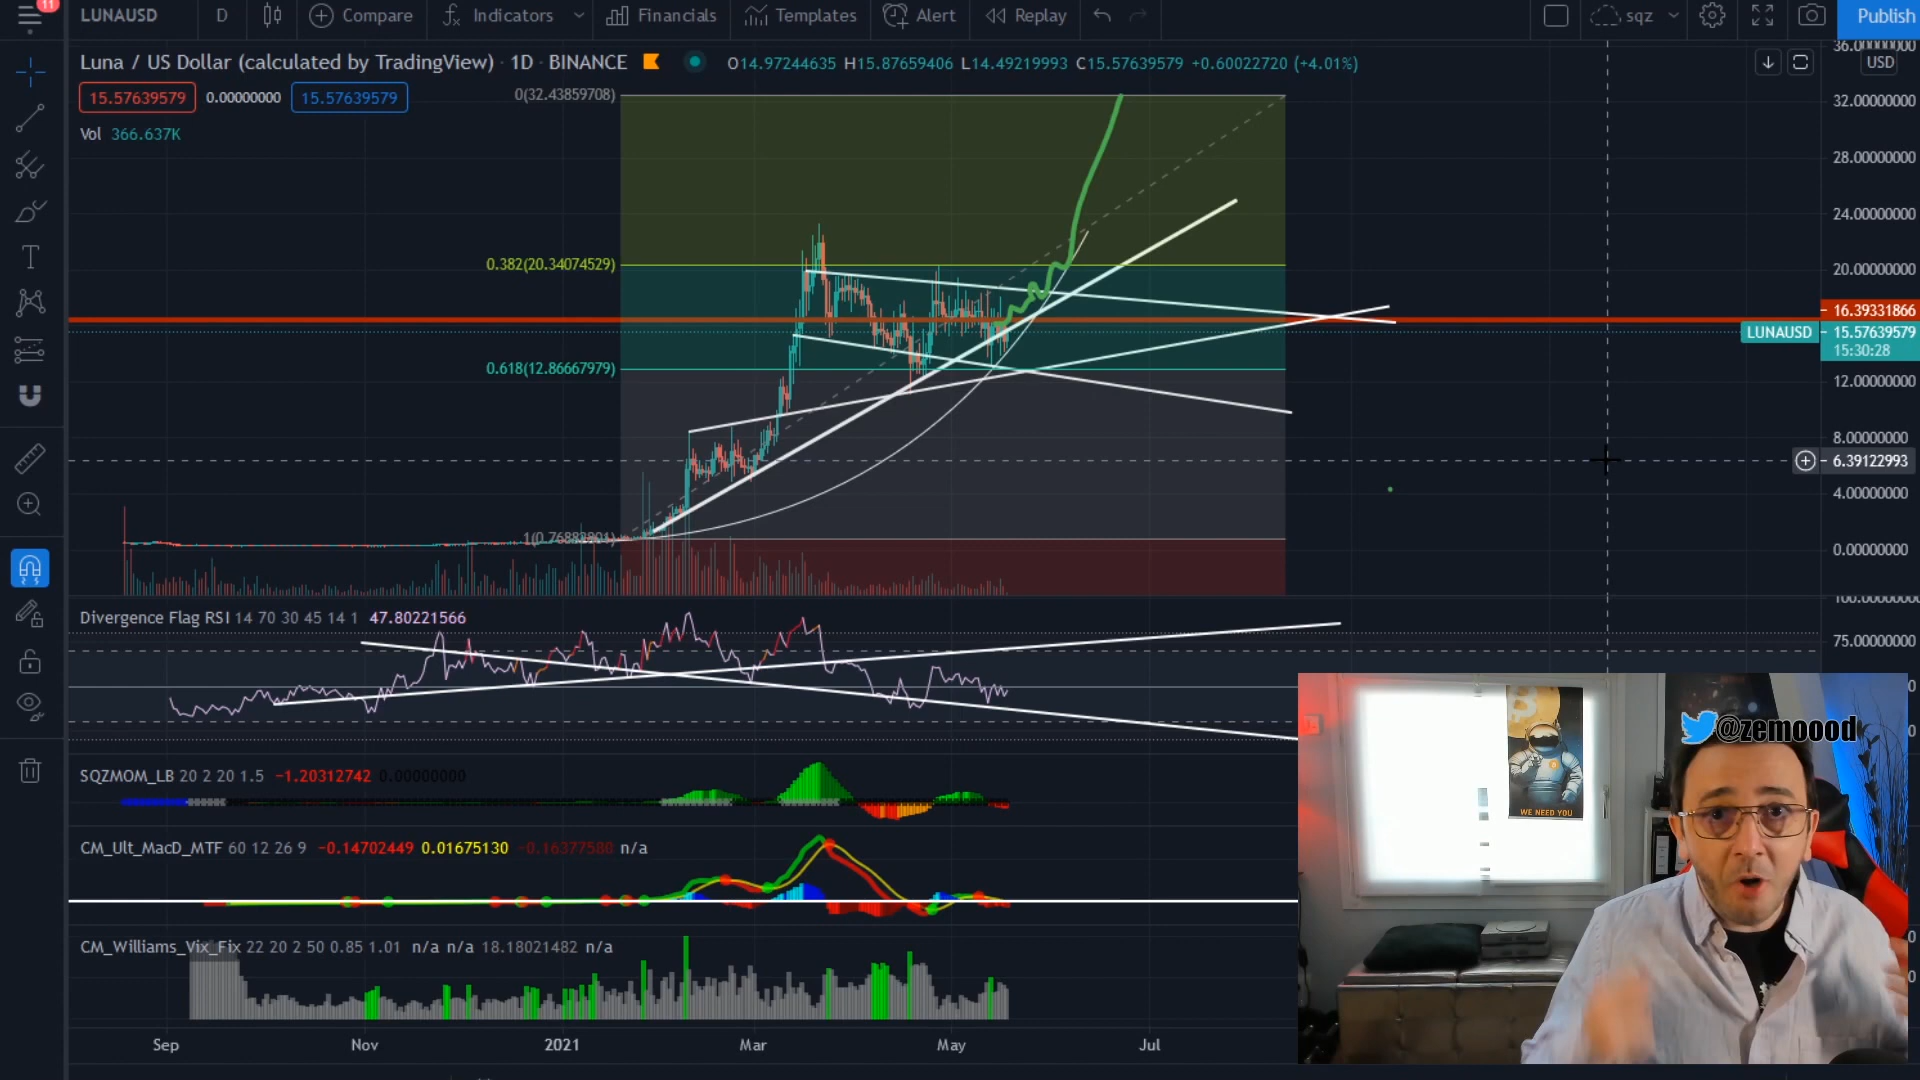 11
LUNAUSD D Compare Indicators Financials Templates Alert Replay sqz Publish
Luna / US Dollar (calculated by TradingView) · 1D · BINANCE O14.97244635 H15.87659406 L14.49219993 C15.57639579 +0.60022720 (+4.01%)
USD
15.57639579 0.00000000 15.57639579
Vol 366.637K
0(32.43859708)
0.382(20.34074529)
0.618(12.86667979)
32.00000000
28.00000000
24.00000000
20.00000000
16.39331866
LUNAUSD 15.57639579
15:30:28
12.00000000
8.00000000
6.39122993
4.00000000
0.00000000
Divergence Flag RSI 14 70 30 45 14 1 47.80221566
75.00000000
SQZMOM_LB 20 2 20 1.5 −1.20312742 0.00000000
CM_Ult_MacD_MTF 60 12 26 9 −0.14702449 0.01675130 −0.16377580 n/a
CM_Williams_Vix_Fix 22 20 2 50 0.85 1.01 n/a n/a 18.18021482 n/a
Sep Nov 2021 Mar May Jul
@zemoood
WE NEED YOU